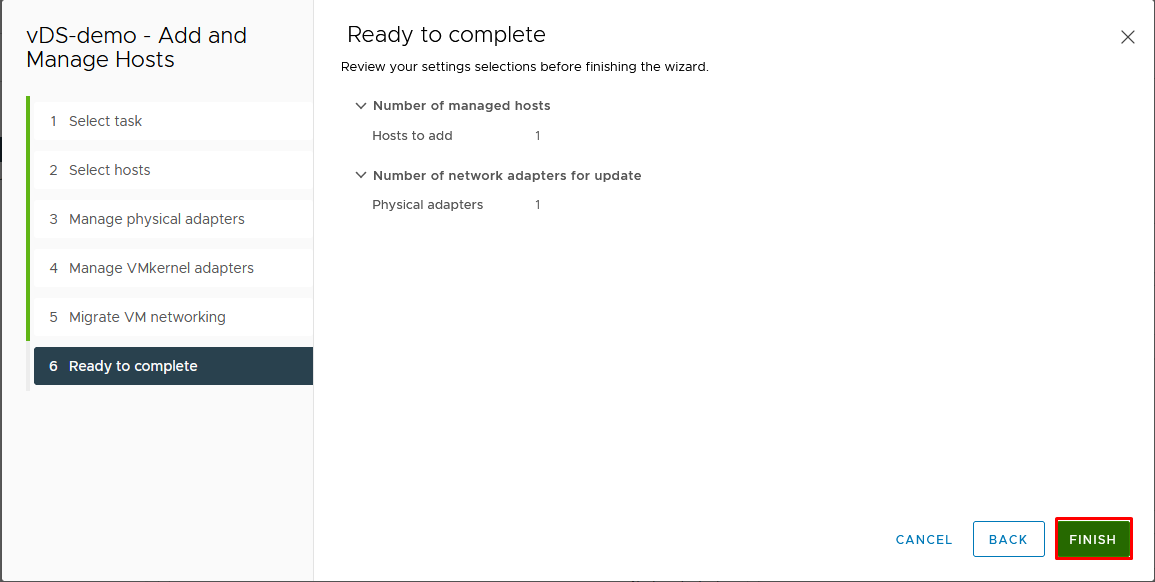 vDS-demo - Add and
Manage Hosts
1 Select task
2 Select hosts
3 Manage physical adapters
4 Manage VMkernel adapters
5 Migrate VM networking
6 Ready to complete
Ready to complete
Review your settings selections before finishing the wizard.
Number of managed hosts
Hosts to add 1
Number of network adapters for update
Physical adapters 1
CANCEL BACK FINISH